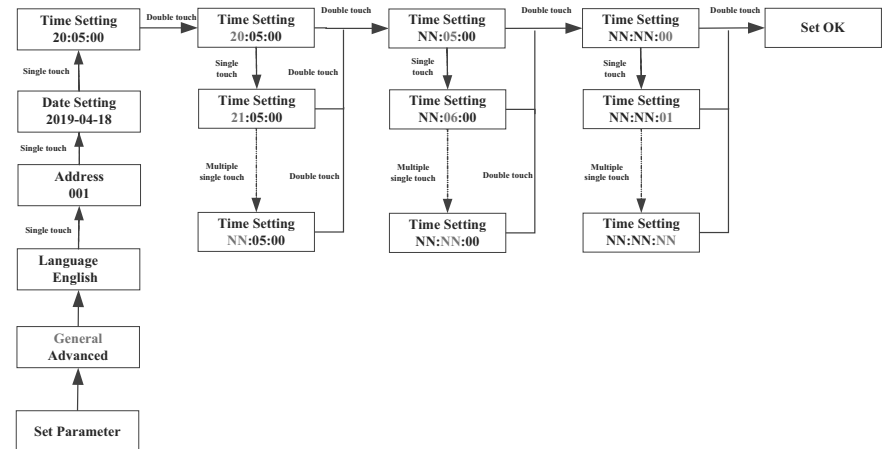 Time Setting
20:05:00
Double touch
Time Setting
20:05:00
Double touch
Time Setting
NN:05:00
Double touch
Time Setting
NN:NN:00
Double touch
Set OK
Single touch
Single
touch
Double touch
Single
touch
Single
touch
Date Setting
2019-04-18
Time Setting
21:05:00
Time Setting
NN:06:00
Time Setting
NN:NN:01
Single touch
Address
001
Multiple
single touch
Double touch
Multiple
single touch
Double touch
Multiple
single touch
Single touch
Time Setting
NN:05:00
Time Setting
NN:NN:00
Time Setting
NN:NN:NN
Language
English
General
Advanced
Set Parameter